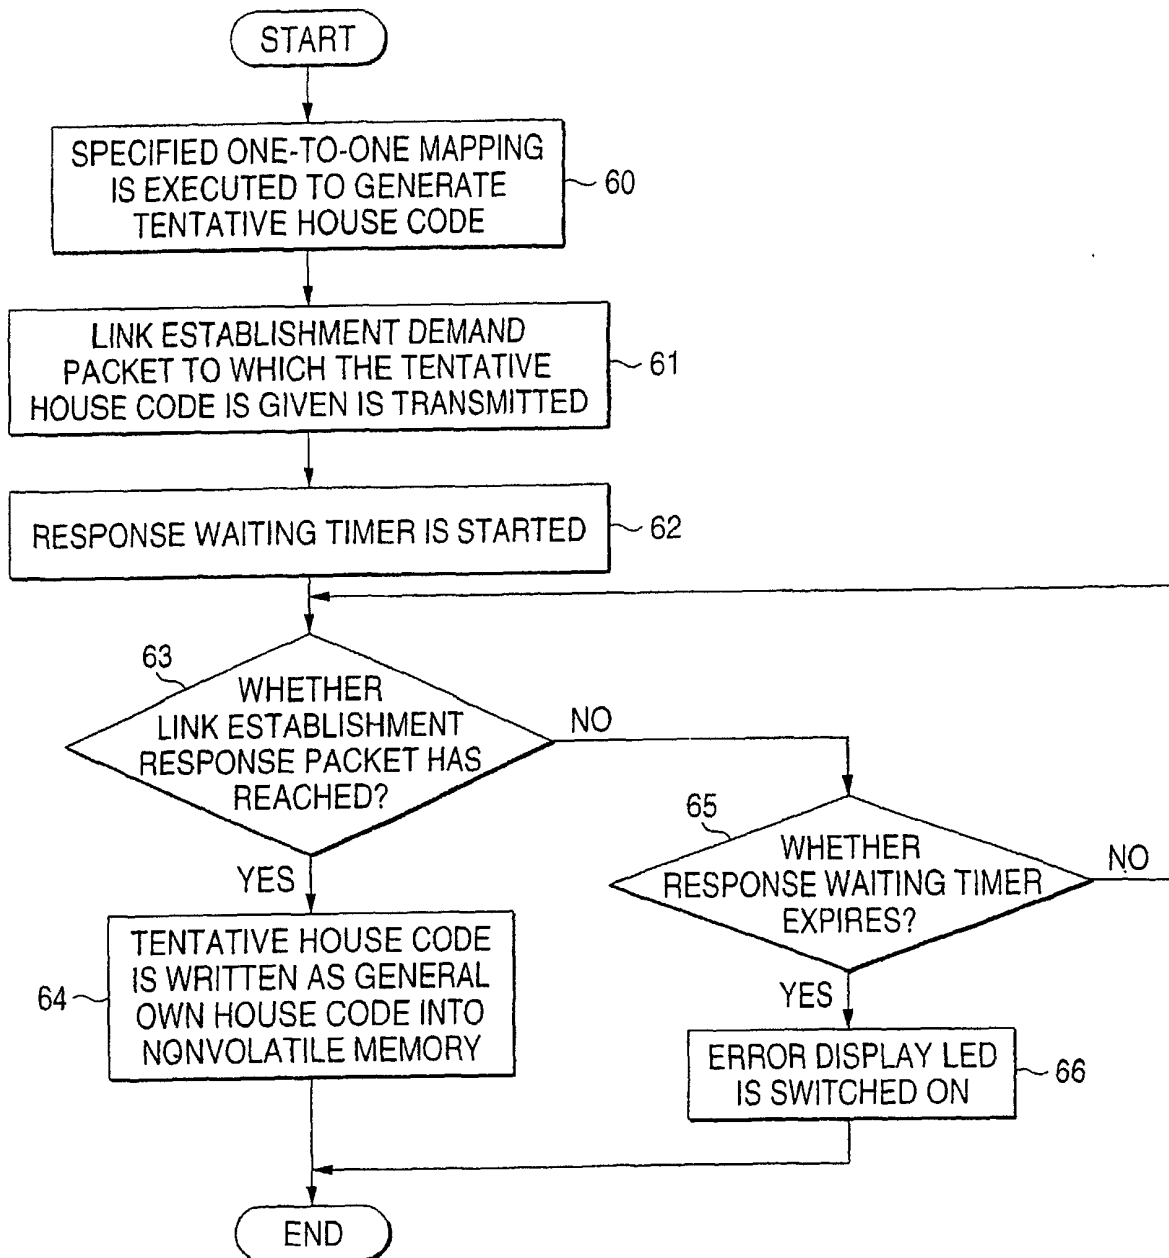 START
SPECIFIED ONE-TO-ONE MAPPING
IS EXECUTED TO GENERATE
TENTATIVE HOUSE CODE
60
LINK ESTABLISHMENT DEMAND
PACKET TO WHICH THE TENTATIVE
HOUSE CODE IS GIVEN IS TRANSMITTED
61
RESPONSE WAITING TIMER IS STARTED
62
63
WHETHER
LINK ESTABLISHMENT
RESPONSE PACKET HAS
REACHED?
NO
YES
65
WHETHER
RESPONSE WAITING TIMER
EXPIRES?
NO
YES
64
TENTATIVE HOUSE CODE
IS WRITTEN AS GENERAL
OWN HOUSE CODE INTO
NONVOLATILE MEMORY
ERROR DISPLAY LED
IS SWITCHED ON
66
END